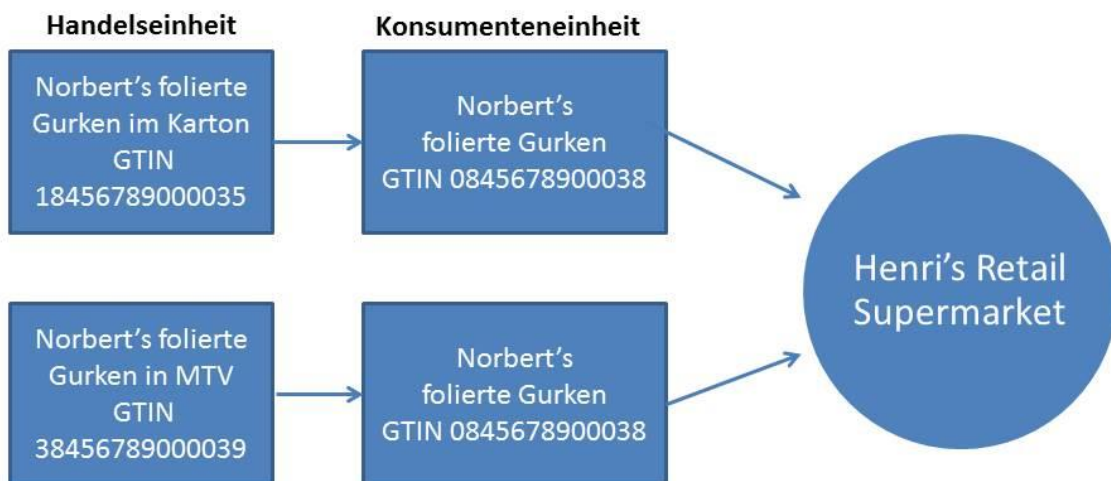 Handelseinheit
Konsumenteneinheit
Norbert's folierte
Gurken im Karton
GTIN
18456789000035
Norbert's
folierte Gurken
GTIN 0845678900038
Norbert's folierte
Gurken in MTV
GTIN
38456789000039
Norbert's
folierte Gurken
GTIN 0845678900038
Henri's Retail
Supermarket